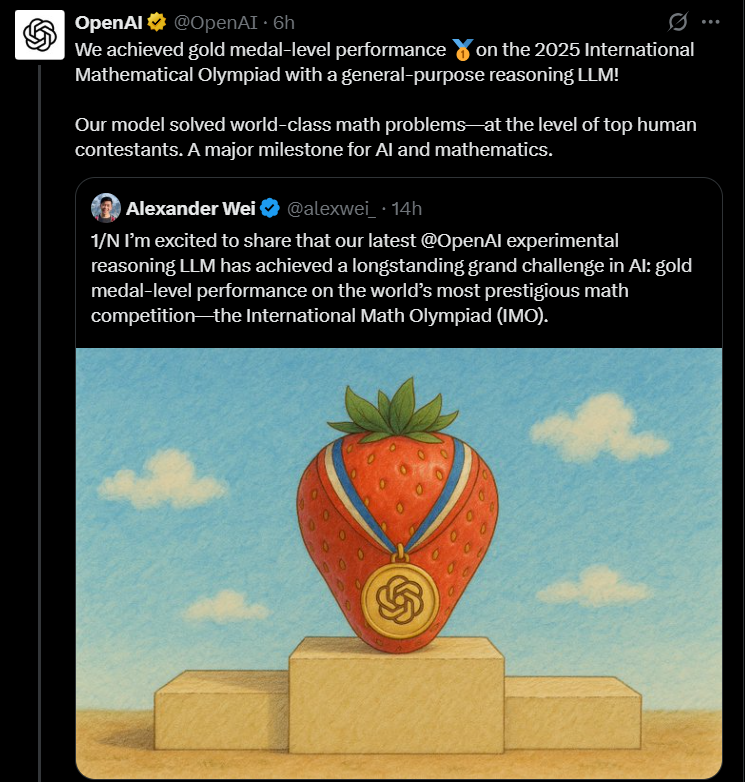 OpenAI @OpenAI · 6h
We achieved gold medal-level performance 🥇on the 2025 International
Mathematical Olympiad with a general-purpose reasoning LLM!
Our model solved world-class math problems—at the level of top human
contestants. A major milestone for AI and mathematics.
Alexander Wei @alexwei_ · 14h
1/N I’m excited to share that our latest @OpenAI experimental
reasoning LLM has achieved a longstanding grand challenge in AI: gold
medal-level performance on the world’s most prestigious math
competition—the International Math Olympiad (IMO).